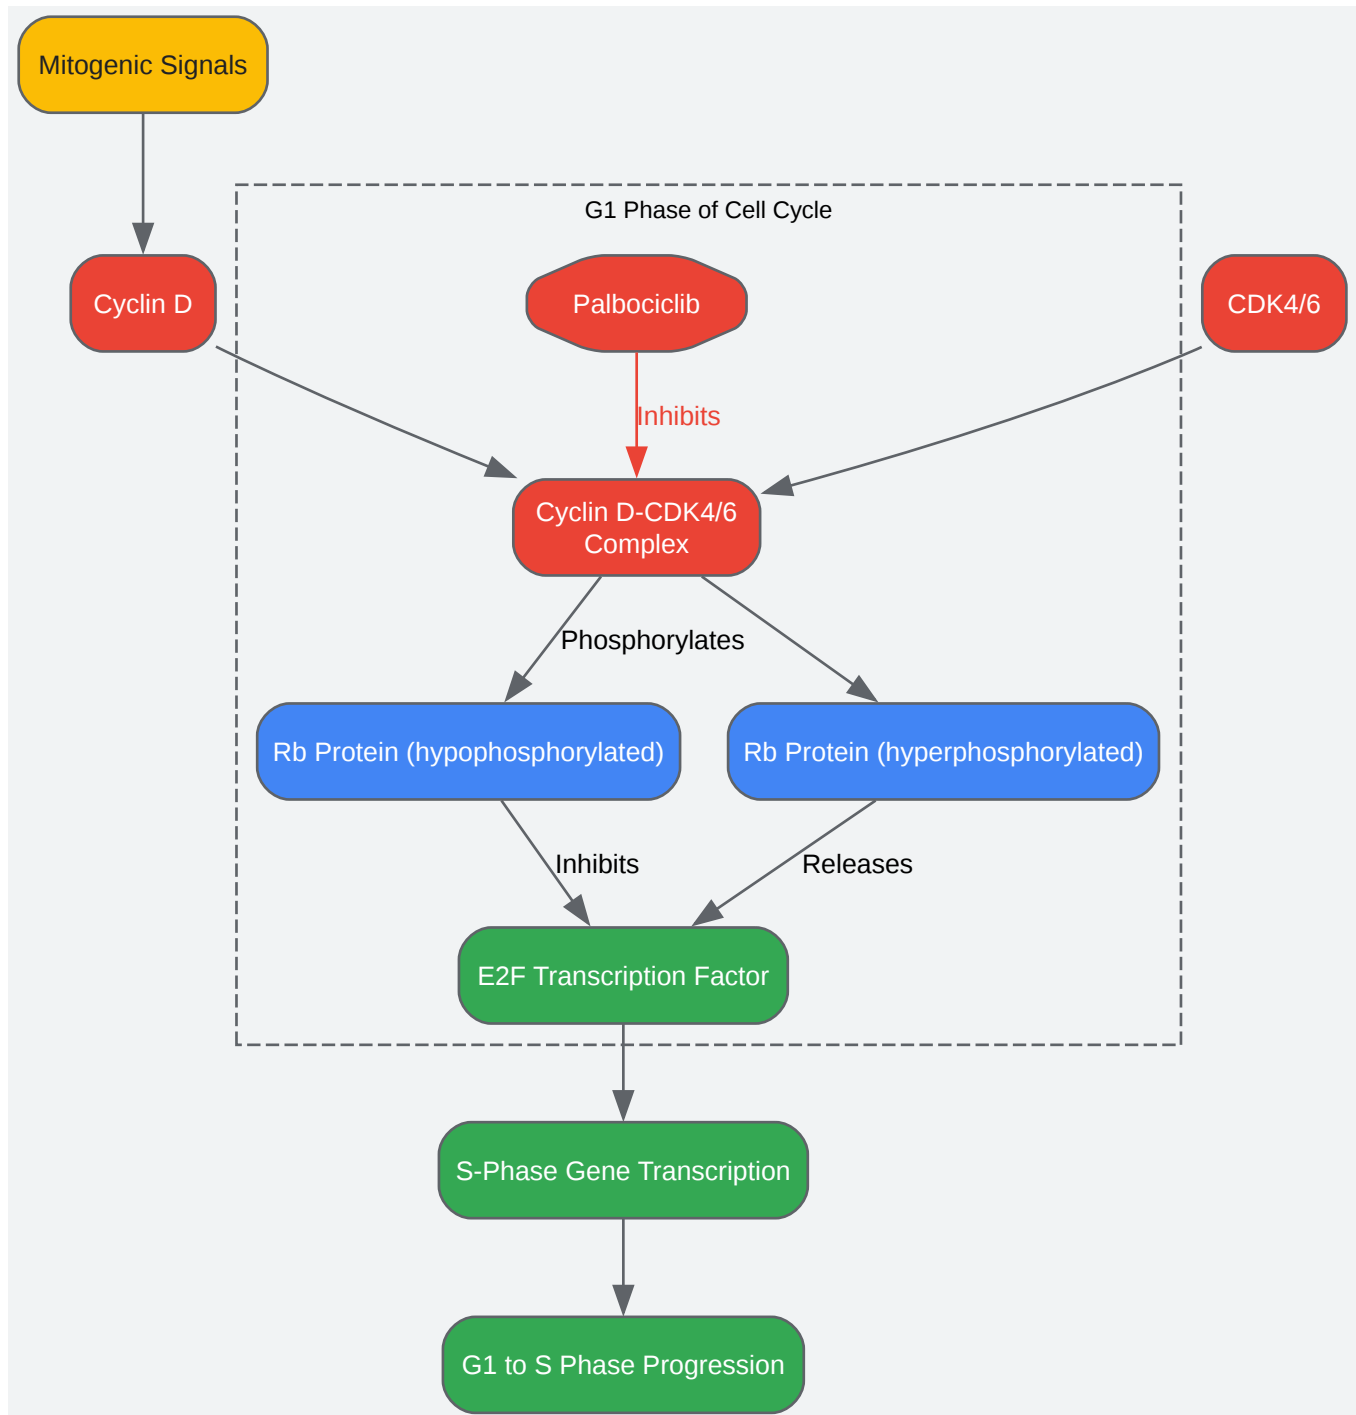 Mitogenic Signals
G1 Phase of Cell Cycle
Cyclin D
Palbociclib
CDK4/6
Inhibits
Cyclin D-CDK4/6
Complex
Phosphorylates
Rb Protein (hypophosphorylated)
Rb Protein (hyperphosphorylated)
Inhibits
Releases
E2F Transcription Factor
S-Phase Gene Transcription
G1 to S Phase Progression